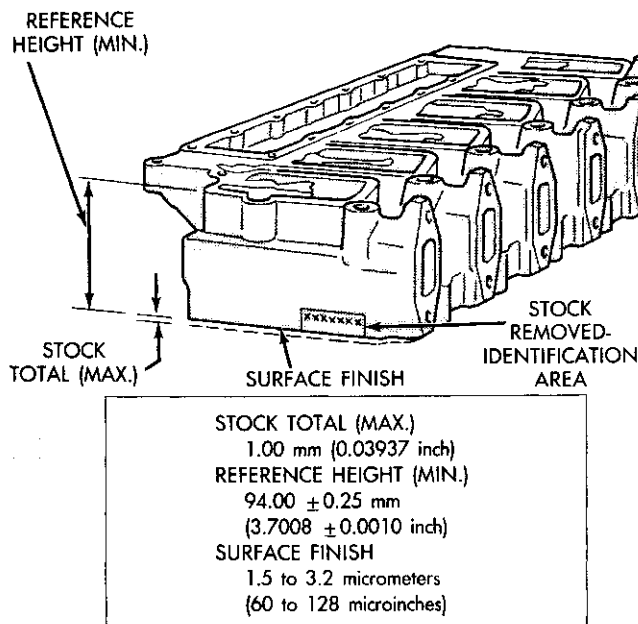 REFERENCE
HEIGHT (MIN.)
STOCK
TOTAL (MAX.)
SURFACE FINISH
STOCK
REMOVED-
IDENTIFICATION
AREA
xxxxxxx
STOCK TOTAL (MAX.)
1.00 mm (0.03937 inch)
REFERENCE HEIGHT (MIN.)
94.00 ±0.25 mm
(3.7008 ±0.0010 inch)
SURFACE FINISH
1.5 to 3.2 micrometers
(60 to 128 microinches)